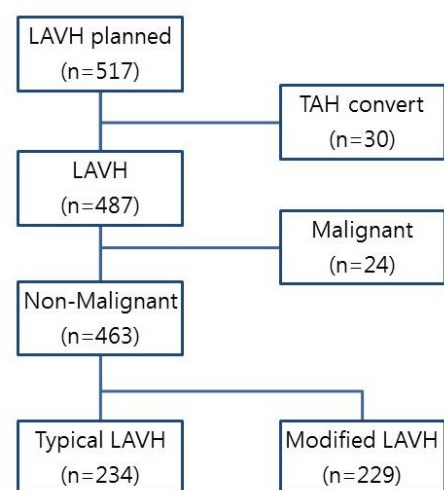 LAVH planned
(n=517)
TAH convert
(n=30)
LAVH
(n=487)
Malignant
(n=24)
Non-Malignant
(n=463)
Typical LAVH
(n=234)
Modified LAVH
(n=229)